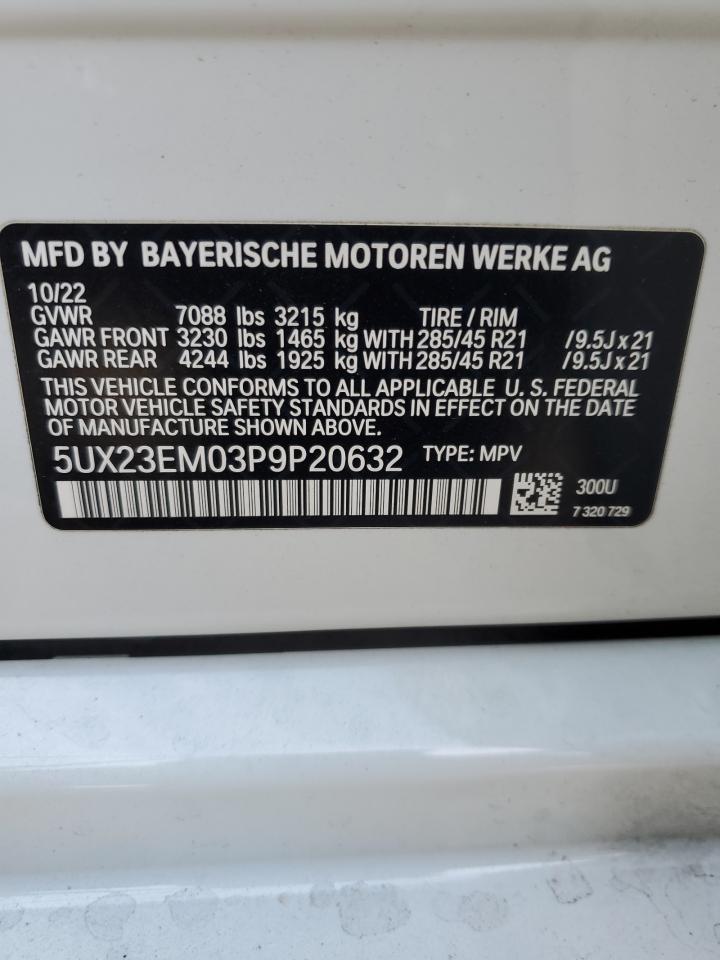 MFD BY BAYERISCHE MOTOREN WERKE AG
10/22
GVWR 7088 lbs 3215 kg TIRE / RIM
GAWR FRONT 3230 lbs 1465 kg WITH 285/45 R21 /9.5J x 21
GAWR REAR 4244 lbs 1925 kg WITH 285/45 R21 /9.5J x 21
THIS VEHICLE CONFORMS TO ALL APPLICABLE U. S. FEDERAL
MOTOR VEHICLE SAFETY STANDARDS IN EFFECT ON THE DATE
OF MANUFACTURE SHOWN ABOVE.
5UX23EM03P9P20632 TYPE: MPV
300U
7 320 729